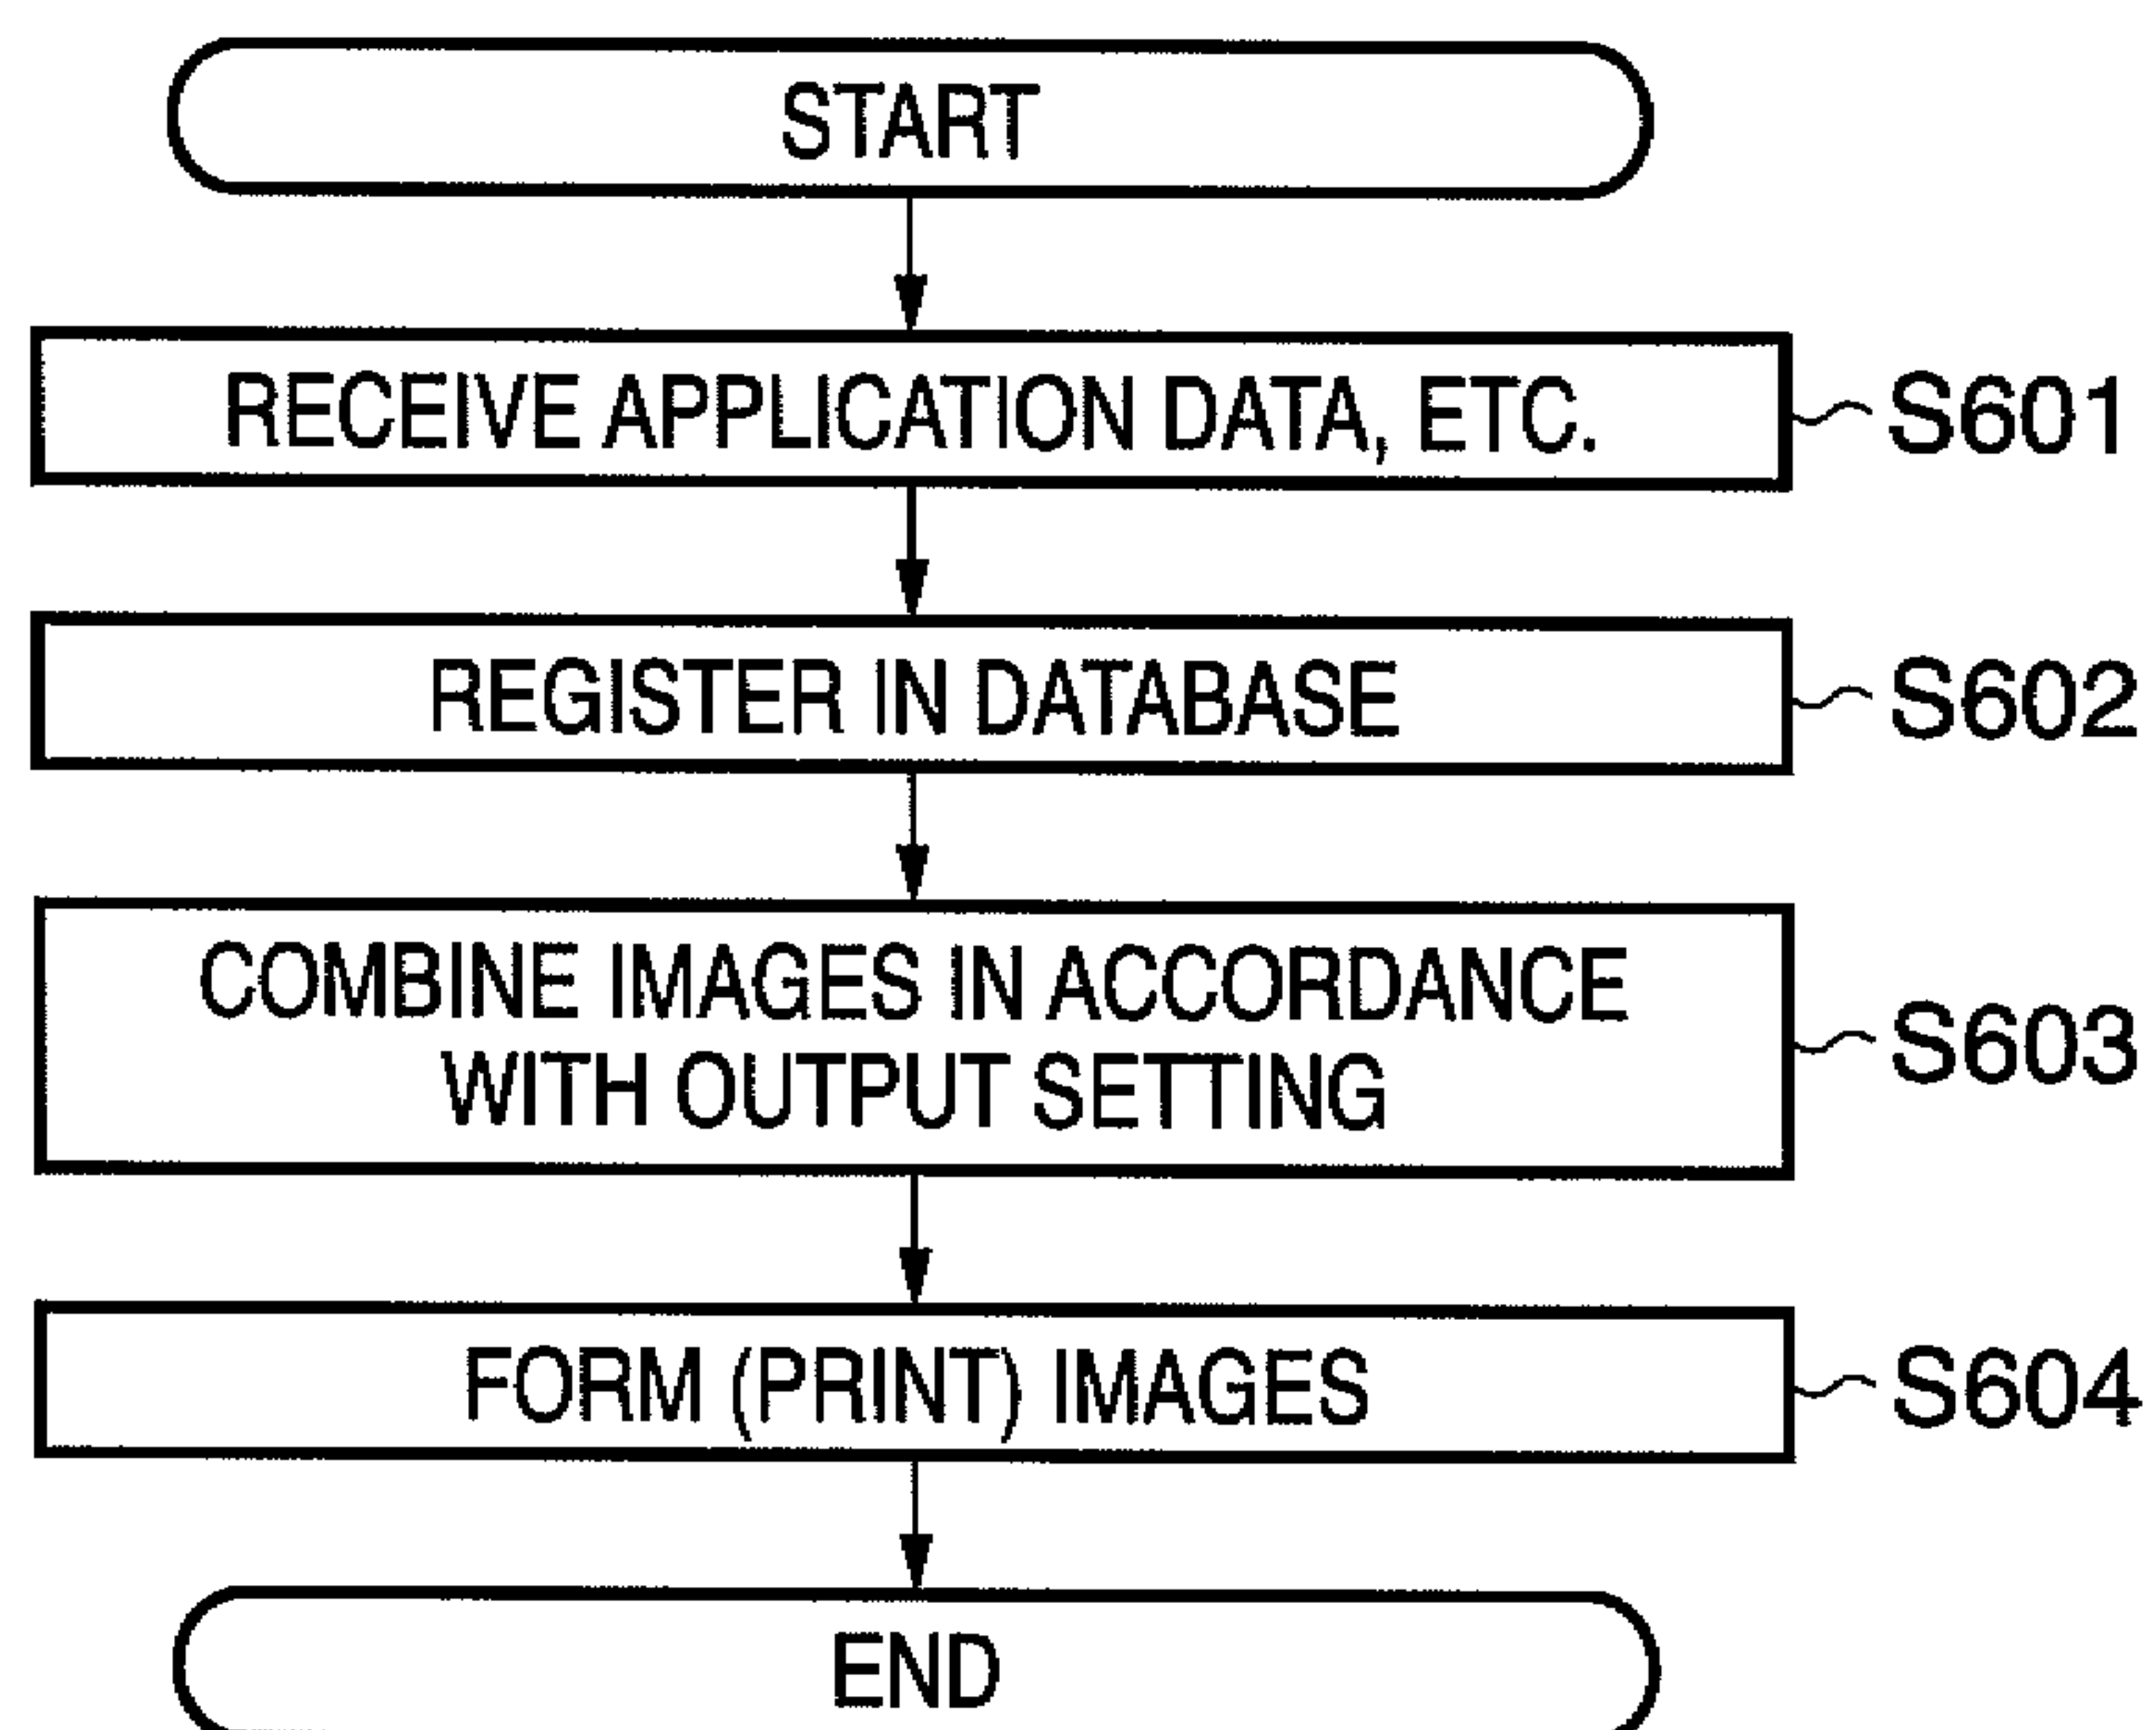 START
RECEIVE APPLICATION DATA, ETC.
S601
REGISTER IN DATABASE
S602
COMBINE IMAGES IN ACCORDANCE
WITH OUTPUT SETTING
S603
FORM (PRINT) IMAGES
S604
END